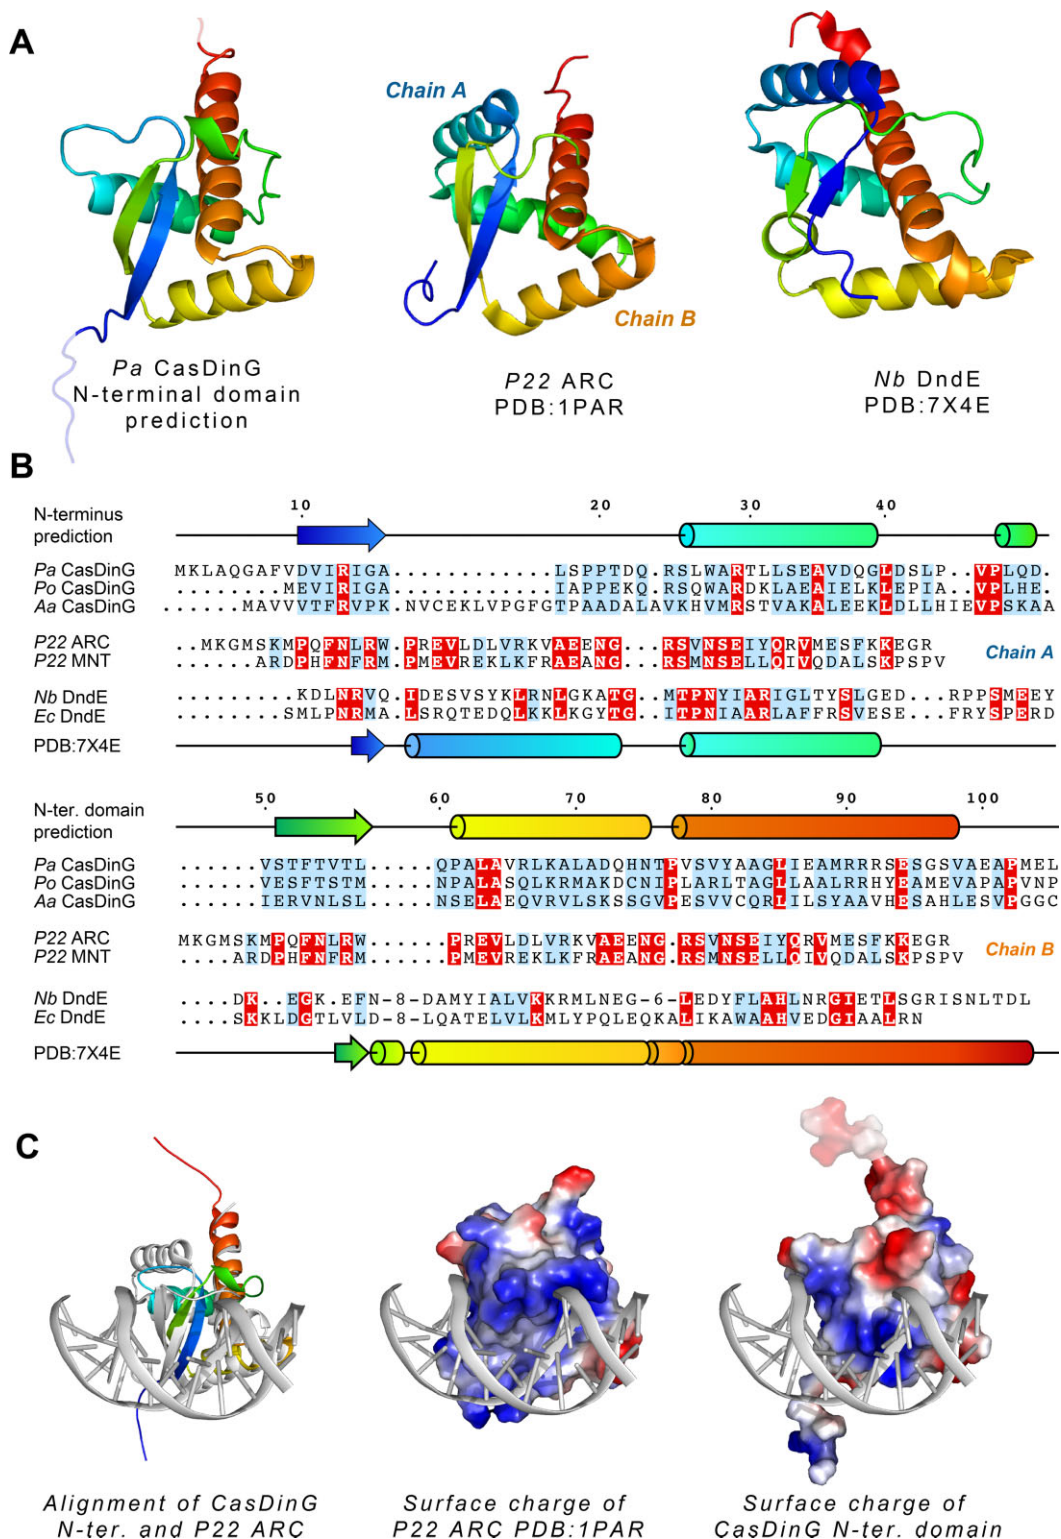 A
Chain A
Chain B
Pa CasDinG
N-terminal domain
prediction
P22 ARC
PDB:1PAR
Nb DndE
PDB:7X4E
B
10 20 30 40
N-terminus
prediction
Pa CasDinG MKLAQGAFVDVIRIGA............LSPPTDQ.RSLWARTLLSEAVDQGLDSLP..VPLQD.
Po CasDinG .......MEVIRIGA............IAPPEKQ.RSQWARDKLAEAIELKLEPIA..VPLHE.
Aa CasDinG ......MAVVVTFRVPK.NVCEKLVPGFGTPAADALAVKHVMRSTVAKALEEKLDLLHIEVPSKAA
P22 ARC ..MKGMSKMPQFNLRW.PREVLDLVRKVAEENG..RSVNSEIYQRVMESFKKEGR
P22 MNT .....ARDPHFNFRM.PMEVREKLKFRAEANG..RSMNSELLQIVQDALSKPSPV
Chain A
Nb DndE ........KDLNRVQ.IDESVSYKLRNLGKATG..MTPNYIARIGLTYSLGED...RPPSMEEY
Ec DndE .......SMLPNRMA.LSRQTEDQLKKLKGYTG..ITPNIAARLAFFRSVESE...FRYSPERD
PDB:7X4E
50 60 70 80 90 100
N-ter. domain
prediction
Pa CasDinG ......VSTFTVTL.....QPALAVRLKALADQHNTPVSVYAAGLIEAMRRRSESGSVAEAPMEL
Po CasDinG ......VESFTSTM.....NPALASQLKRMAKDCNIPLARLTAGLLAALRRHYEAMEVAPAPVNP
Aa CasDinG ......IERVNLSL.....NSELAEQVRVLSKSSGVPESVVCQRLILSYAAVHESAHLESVPGGC
P22 ARC MKGMSKMPQFNLRW......PREVLDLVRKVAEENG.RSVNSEIYQRVMESFKKEGR
P22 MNT ....ARDPHFNFRM......PMEVREKLKFRAEANG.RSMNSELLQIVQDALSKPSPV
Chain B
Nb DndE ....DK..EGK.EFN-8-DAMYIALVKKRMLNEG-6-LEDYFLAHLNRGIETLSGRISNLTDL
Ec DndE .....SKKLDGTLVLD-8-LQATELVLKMLYPQLEQKALIKAWAAHVEDGIAALRN
PDB:7X4E
C
Alignment of CasDinG
N-ter. and P22 ARC
Surface charge of
P22 ARC PDB:1PAR
Surface charge of
CasDinG N-ter. domain